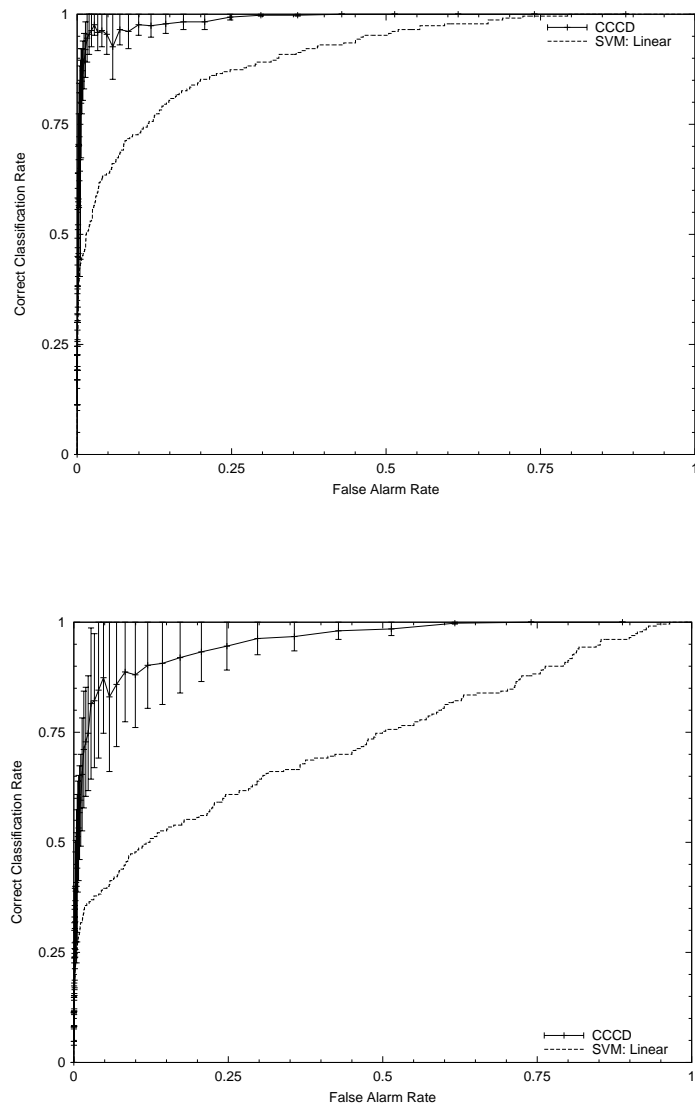 1
0.75
0.5
0.25
0
Correct Classification Rate
CCCD
SVM: Linear
0 0.25 0.5 0.75 1
False Alarm Rate
1
0.75
0.5
0.25
0
Correct Classification Rate
CCCD
SVM: Linear
0 0.25 0.5 0.75 1
False Alarm Rate